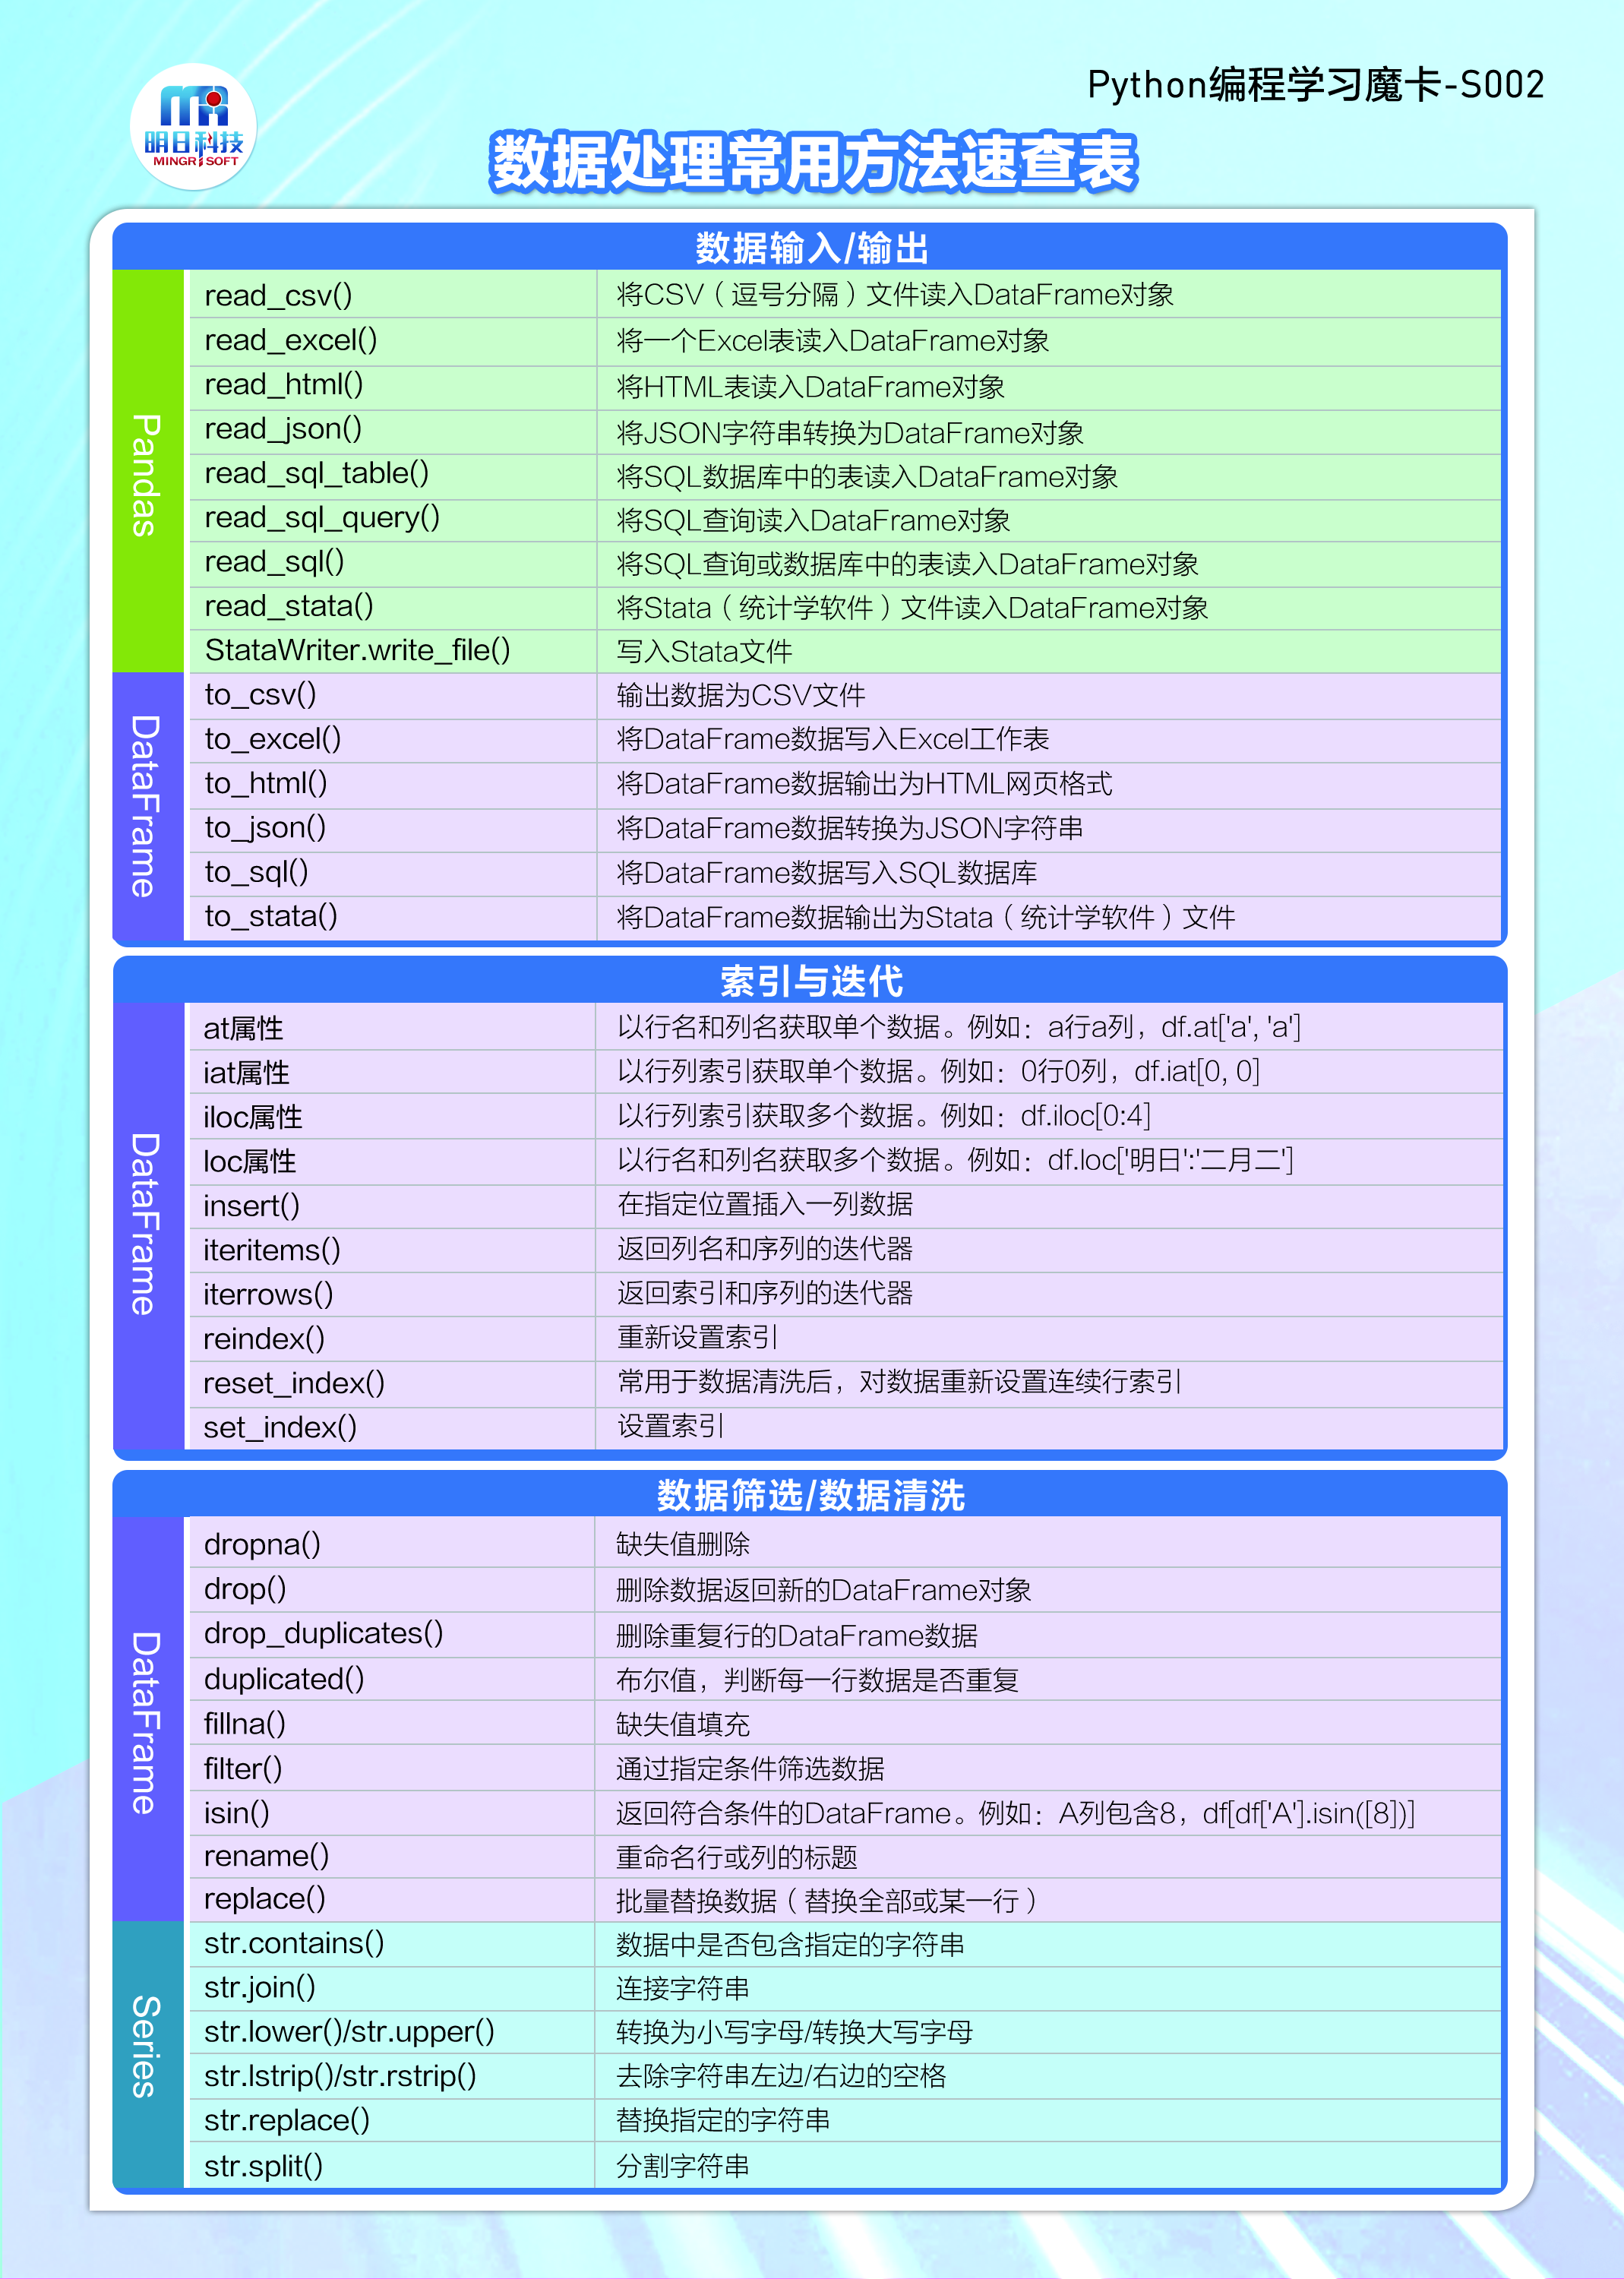 Python编程学习魔卡-S002
明日科技
MINGRISOFT
数据处理常用方法速查表
数据输入/输出
Pandas
read_csv() 将CSV（逗号分隔）文件读入DataFrame对象
read_excel() 将一个Excel表读入DataFrame对象
read_html() 将HTML表读入DataFrame对象
read_json() 将JSON字符串转换为DataFrame对象
read_sql_table() 将SQL数据库中的表读入DataFrame对象
read_sql_query() 将SQL查询读入DataFrame对象
read_sql() 将SQL查询或数据库中的表读入DataFrame对象
read_stata() 将Stata（统计学软件）文件读入DataFrame对象
StataWriter.write_file() 写入Stata文件
DataFrame
to_csv() 输出数据为CSV文件
to_excel() 将DataFrame数据写入Excel工作表
to_html() 将DataFrame数据输出为HTML网页格式
to_json() 将DataFrame数据转换为JSON字符串
to_sql() 将DataFrame数据写入SQL数据库
to_stata() 将DataFrame数据输出为Stata（统计学软件）文件
索引与迭代
DataFrame
at属性 以行名和列名获取单个数据。例如：a行a列，df.at['a', 'a']
iat属性 以行列索引获取单个数据。例如：0行0列，df.iat[0, 0]
iloc属性 以行列索引获取多个数据。例如：df.iloc[0:4]
loc属性 以行名和列名获取多个数据。例如：df.loc['明日':'二月二']
insert() 在指定位置插入一列数据
iteritems() 返回列名和序列的迭代器
iterrows() 返回索引和序列的迭代器
reindex() 重新设置索引
reset_index() 常用于数据清洗后，对数据重新设置连续行索引
set_index() 设置索引
数据筛选/数据清洗
DataFrame
dropna() 缺失值删除
drop() 删除数据返回新的DataFrame对象
drop_duplicates() 删除重复行的DataFrame数据
duplicated() 布尔值，判断每一行数据是否重复
fillna() 缺失值填充
filter() 通过指定条件筛选数据
isin() 返回符合条件的DataFrame。例如：A列包含8，df[df['A'].isin([8])]
rename() 重命名行或列的标题
replace() 批量替换数据（替换全部或某一行）
Series
str.contains() 数据中是否包含指定的字符串
str.join() 连接字符串
str.lower()/str.upper() 转换为小写字母/转换大写字母
str.lstrip()/str.rstrip() 去除字符串左边/右边的空格
str.replace() 替换指定的字符串
str.split() 分割字符串